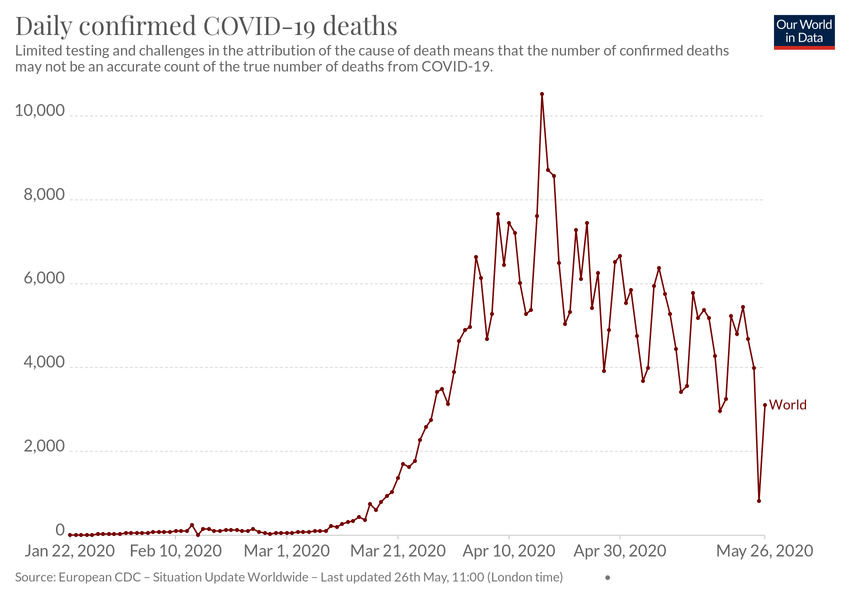 Daily confirmed COVID-19 deaths
Our World
in Data
Limited testing and challenges in the attribution of the cause of death means that the number of confirmed deaths
may not be an accurate count of the true number of deaths from COVID-19.
10,000
8,000
6,000
4,000
World
2,000
0
Jan 22, 2020 Feb 10, 2020 Mar 1, 2020 Mar 21, 2020 Apr 10, 2020 Apr 30, 2020 May 26, 2020
Source: European CDC – Situation Update Worldwide – Last updated 26th May, 11:00 (London time) •